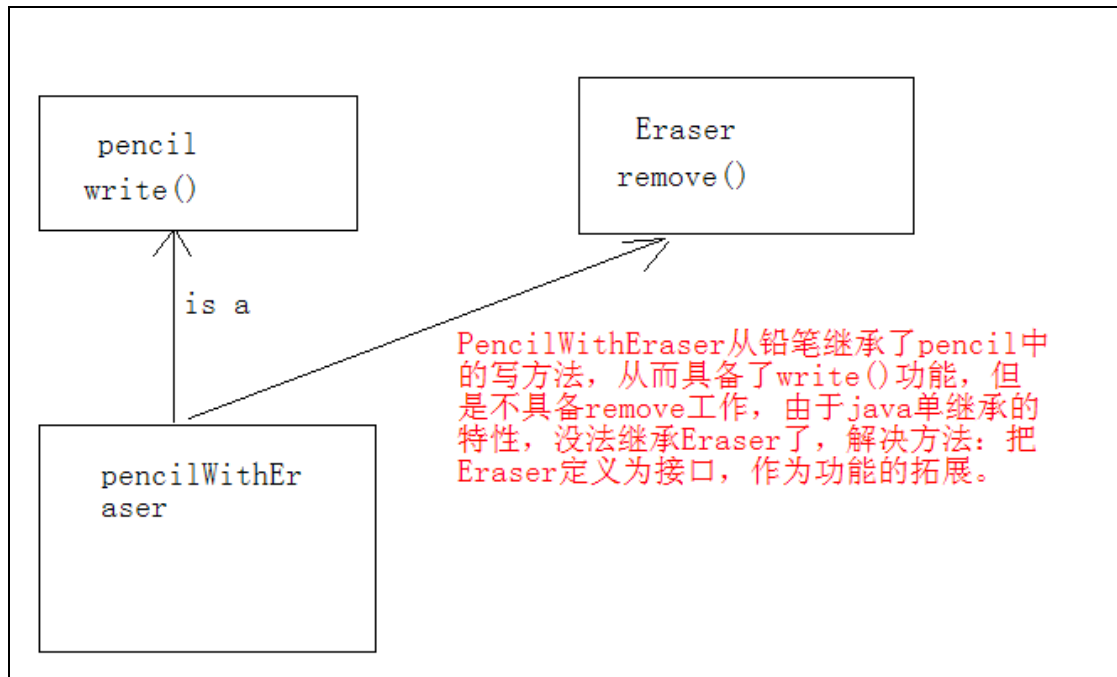 pencil
write()
Eraser
remove()
is a
PencilWithEraser从铅笔继承了pencil中
的写方法，从而具备了write()功能，但
是不具备remove工作，由于java单继承的
特性，没法继承Eraser了，解决方法：把
Eraser定义为接口，作为功能的拓展。
pencilWithEr
aser